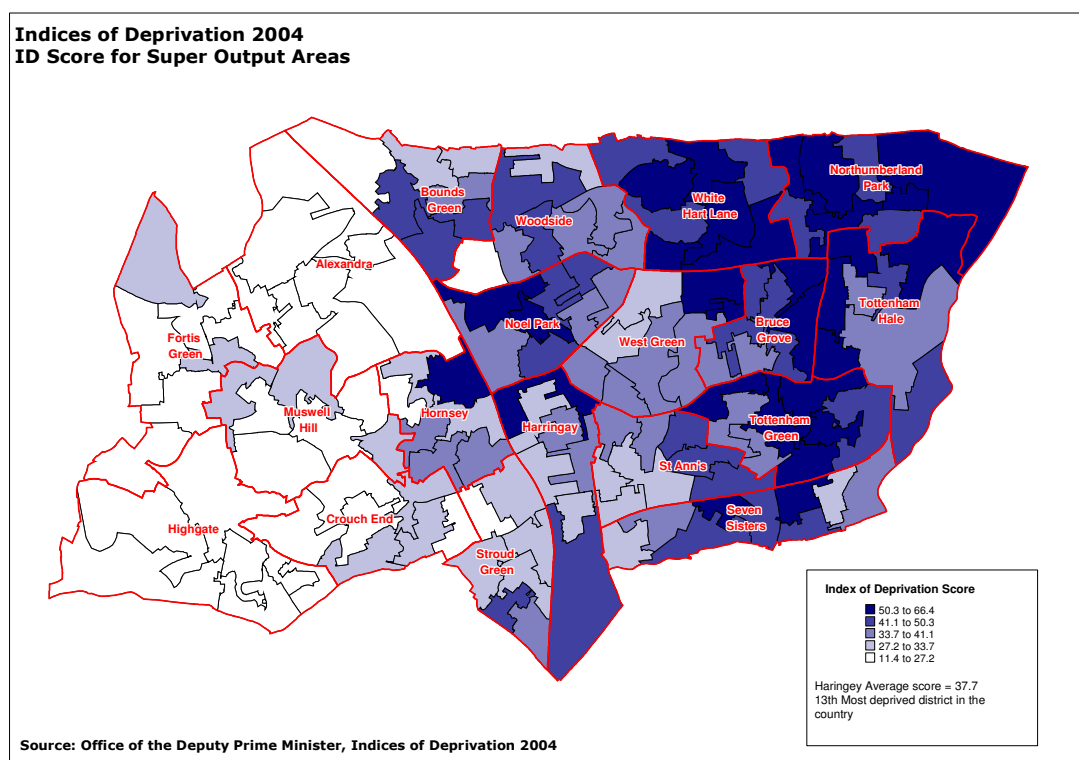 Indices of Deprivation 2004
ID Score for Super Output Areas
Northumberland
Park
Bounds
Green
White
Hart Lane
Woodside
Alexandra
Tottenham
Hale
Noel Park
Bruce
Grove
Fortis
Green
West Green
Muswell
Hill
Hornsey
Harringay
Tottenham
Green
St Ann's
Seven
Sisters
Crouch End
Highgate
Stroud
Green
Index of Deprivation Score
50.3 to 66.4
41.1 to 50.3
33.7 to 41.1
27.2 to 33.7
11.4 to 27.2
Haringey Average score = 37.7
13th Most deprived district in the
country
Source: Office of the Deputy Prime Minister, Indices of Deprivation 2004